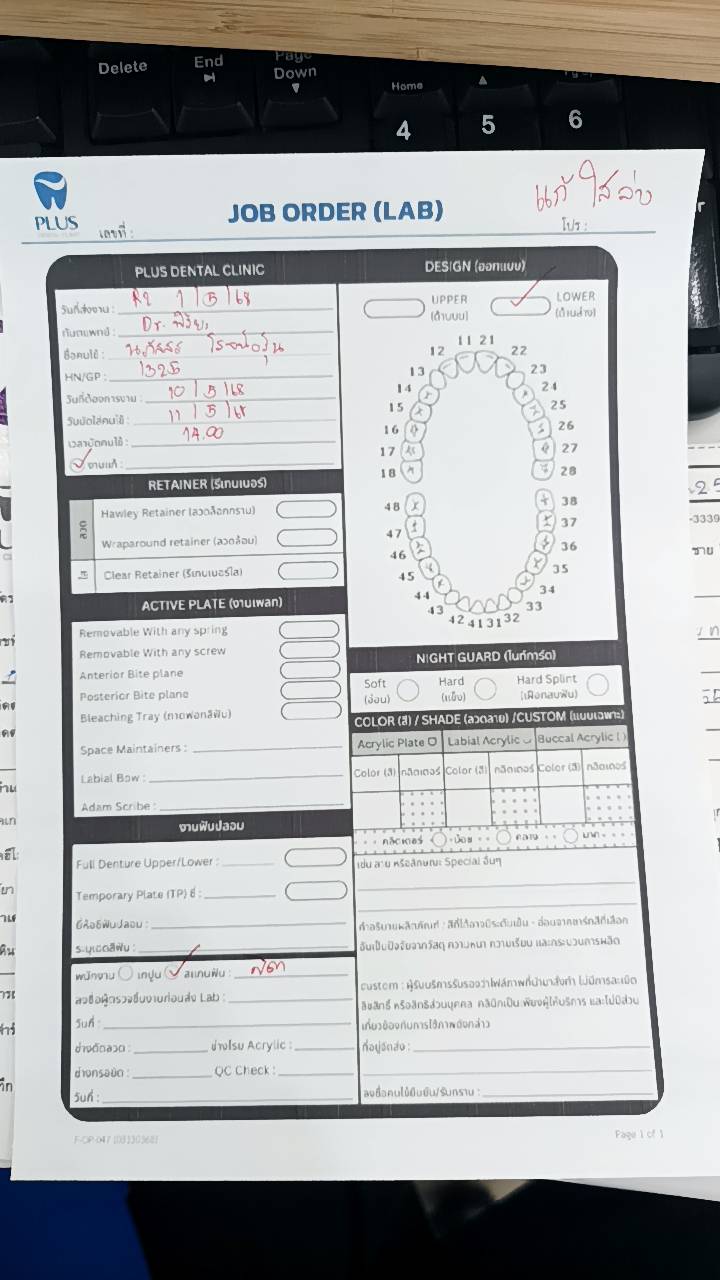 Delete
End
Page
Down
Home
4
5
6
PLUS
JOB ORDER (LAB)
แก้ ใสล่าง
เลขที่ :
โปร :
PLUS DENTAL CLINIC
วันที่ส่งงาน : 7 / 5 / 68
ทันตแพทย์ : Dr.
ชื่อคนไข้ :
HN/GP : 1325
วันที่ต้องการงาน : 10 / 5 / 68
วันนัดใส่คนไข้ : 11 / 5 / 68
เวลานัดคนไข้ : 14.00
งานแก้ :
RETAINER (รีเทนเนอร์)
ลวด
Hawley Retainer (ลวดล็อกกราม)
Wraparound retainer (ลวดล้อม)
ใส
Clear Retainer (รีเทนเนอร์ใส)
ACTIVE PLATE (งานเพลท)
Removable With any spring
Removable With any screw
Anterior Bite plane
Posterior Bite plane
Bleaching Tray (ถาดฟอกสีฟัน)
Space Maintainers :
Labial Bow :
Adam Scribe :
งานฟันปลอม
Full Denture Upper/Lower :
Temporary Plate (TP) ซี่ :
ยี่ห้อซี่ฟันปลอม :
ระบุเฉดสีฟัน :
พนักงาน เทปูน สแกนฟัน :
ลงชื่อผู้ตรวจชิ้นงานก่อนส่ง Lab :
วันที่ :
ช่างดัดลวด : ช่างโรย Acrylic :
ช่างกรอขัด : QC Check :
วันที่ :
F-OP-047
DESIGN (ออกแบบ)
UPPER
(ด้านบน)
LOWER
(ด้านล่าง)
11 21
12 22
13 23
14 24
15 25
16 26
17 27
18 28
48 38
47 37
46 36
45 35
44 34
43 33
42 41 31 32
NIGHT GUARD (ไนท์การ์ด)
Soft
(อ่อน)
Hard
(แข็ง)
Hard Splint
(เฝือกสบฟัน)
COLOR (สี) / SHADE (ลวดลาย) /CUSTOM (แบบเฉพาะ)
Acrylic Plate Labial Acrylic Buccal Acrylic
Color (สี) กลิตเตอร์ Color (สี) กลิตเตอร์ Color (สี) กลิตเตอร์
กลิตเตอร์ น้อย กลาง มาก
เช่น ลาย หรือลักษณะ Special อื่นๆ
คำอธิบายผลิตภัณฑ์ : สีที่ได้อาจมีระดับเข้ม - อ่อนจากชาร์ทสีที่เลือก
อันเป็นปัจจัยจากวัสดุ ความหนา ความเรียบ และกระบวนการผลิต
custom : ผู้รับบริการรับรองว่าไฟล์ภาพที่นำมาสั่งทำ ไม่มีการละเมิด
ลิขสิทธิ์ หรือสิทธิส่วนบุคคล คลินิกเป็นเพียงผู้ให้บริการ และไม่มีส่วน
เกี่ยวข้องกับการใช้ภาพดังกล่าว
ที่อยู่จัดส่ง :
ลงชื่อคนไข้ยืนยัน/รับทราบ :
Page 1 of 1